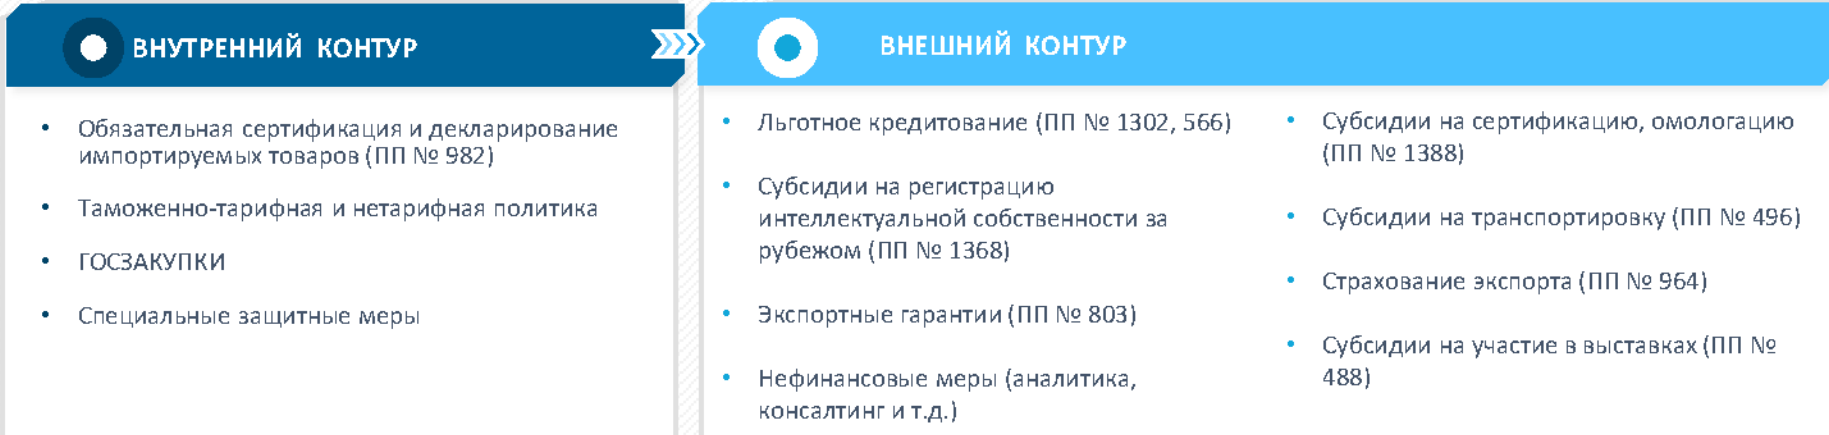 ВНУТРЕННИЙ КОНТУР
Обязательная сертификация и декларирование
импортируемых товаров (ПП № 982)
Таможенно-тарифная и нетарифная политика
ГОСЗАКУПКИ
Специальные защитные меры
ВНЕШНИЙ КОНТУР
Льготное кредитование (ПП № 1302, 566)
Субсидии на регистрацию
интеллектуальной собственности за
рубежом (ПП № 1368)
Экспортные гарантии (ПП № 803)
Нефинансовые меры (аналитика,
консалтинг и т.д.)
Субсидии на сертификацию, омологацию
(ПП № 1388)
Субсидии на транспортировку (ПП № 496)
Страхование экспорта (ПП № 964)
Субсидии на участие в выставках (ПП №
488)